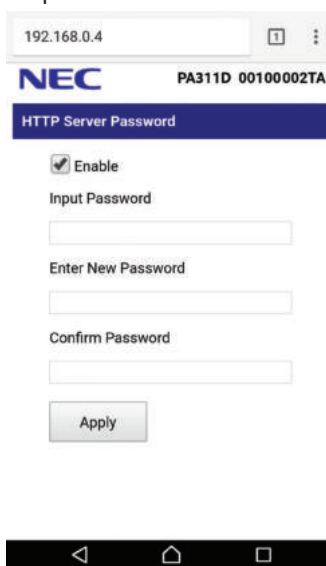 192.168.0.4
1
NEC
PA311D 00100002TA
HTTP Server Password
Enable
Input Password
Enter New Password
Confirm Password
Apply